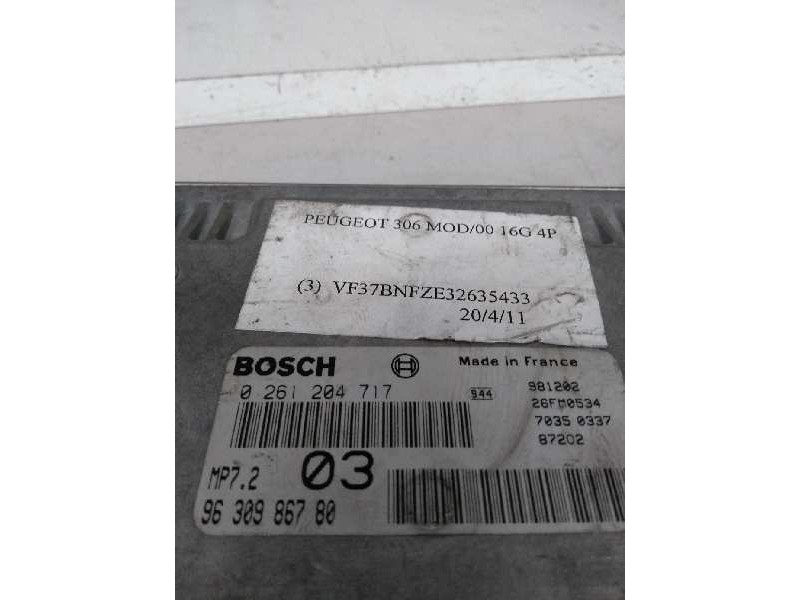 PEUGEOT 306 MOD/00 16G 4P
(3) VF37BNFZE32635433
20/4/11
BOSCH Made in France
0 261 204 717 944 981202
26FM0534
7035 0337
87202
MP7.2 03
96 309 867 80